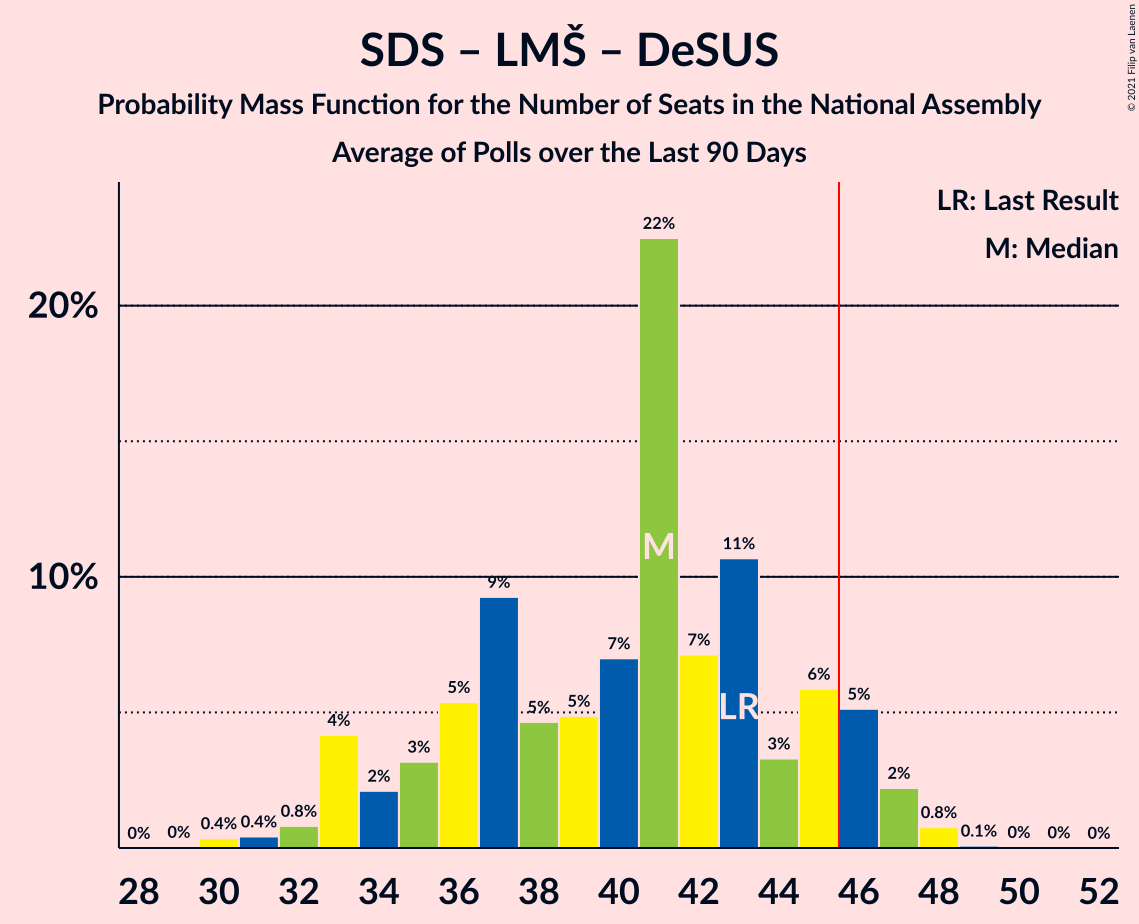 SDS – LMŠ – DeSUS
Probability Mass Function for the Number of Seats in the National Assembly
Average of Polls over the Last 90 Days
© 2021 Filip van Laenen
LR: Last Result
M: Median
20%
10%
0% 0% 0.4% 0.4% 0.8% 4% 2% 3% 5% 9% 5% 5% 7% 22% 7% 11% 3% 6% 5% 2% 0.8% 0.1% 0% 0% 0%
M
LR
28 30 32 34 36 38 40 42 44 46 48 50 52